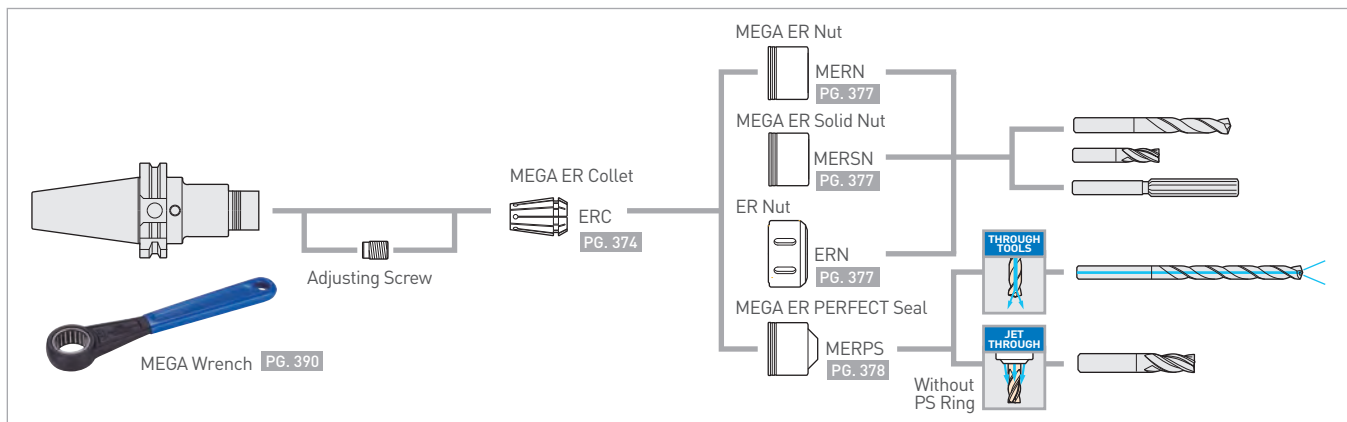 MEGA ER Nut
MERN
PG. 377
MEGA ER Solid Nut
MERSN
PG. 377
MEGA ER Collet
ERC
PG. 374
ER Nut
ERN
PG. 377
Adjusting Screw
MEGA ER PERFECT Seal
MERPS
PG. 378
MEGA Wrench PG. 390
THROUGH
TOOLS
JET
THROUGH
Without
PS Ring